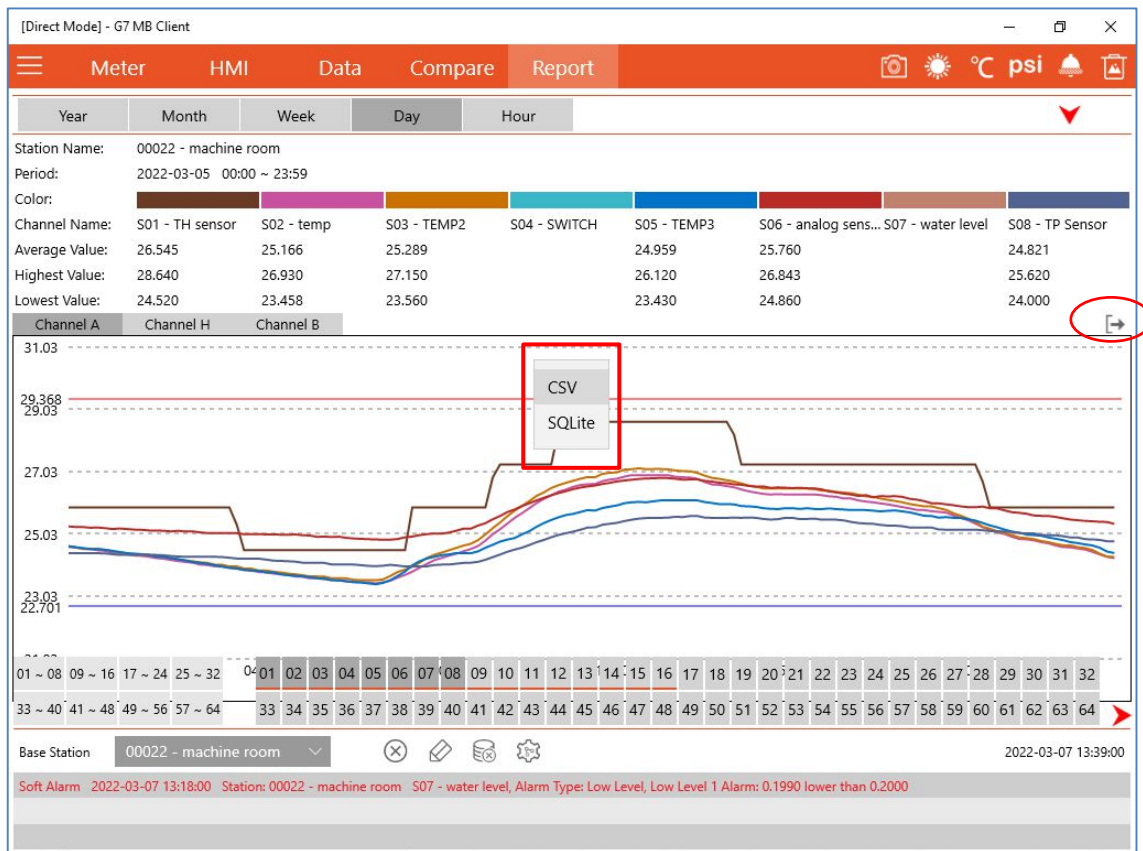 [Direct Mode] - G7 MB Client
Meter HMI Data Compare Report ℃ psi
Year Month Week Day Hour
Station Name: 00022 - machine room
Period: 2022-03-05 00:00 ~ 23:59
Color:
Channel Name: S01 - TH sensor S02 - temp S03 - TEMP2 S04 - SWITCH S05 - TEMP3 S06 - analog sens... S07 - water level S08 - TP Sensor
Average Value: 26.545 25.166 25.289 24.959 25.760 24.821
Highest Value: 28.640 26.930 27.150 26.120 26.843 25.620
Lowest Value: 24.520 23.458 23.560 23.430 24.860 24.000
Channel A Channel H Channel B
31.03
CSV
29.368
29.03
SQLite
27.03
25.03
23.03
22.701
01 ~ 08 09 ~ 16 17 ~ 24 25 ~ 32 01 02 03 04 05 06 07 08 09 10 11 12 13 14 15 16 17 18 19 20 21 22 23 24 25 26 27 28 29 30 31 32
33 ~ 40 41 ~ 48 49 ~ 56 57 ~ 64 33 34 35 36 37 38 39 40 41 42 43 44 45 46 47 48 49 50 51 52 53 54 55 56 57 58 59 60 61 62 63 64
Base Station 00022 - machine room 2022-03-07 13:39:00
Soft Alarm 2022-03-07 13:18:00 Station: 00022 - machine room S07 - water level, Alarm Type: Low Level, Low Level 1 Alarm: 0.1990 lower than 0.2000